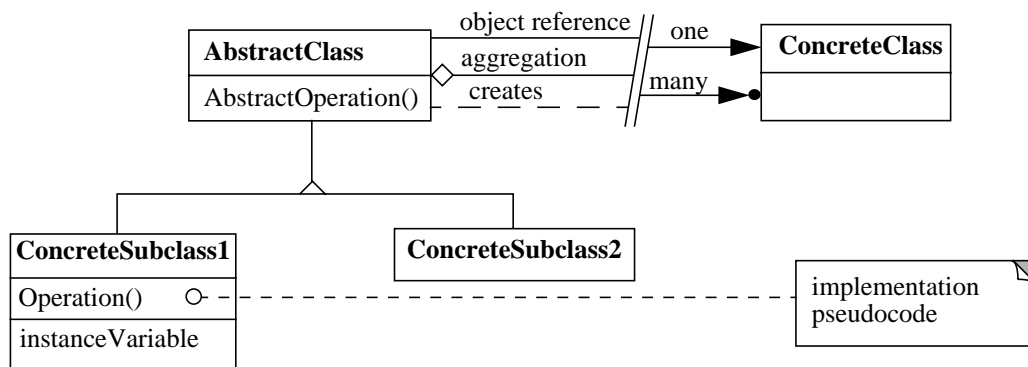 object reference
AbstractClass
one
ConcreteClass
aggregation
AbstractOperation()
creates
many
ConcreteSubclass1
ConcreteSubclass2
Operation()
implementation
pseudocode
instanceVariable